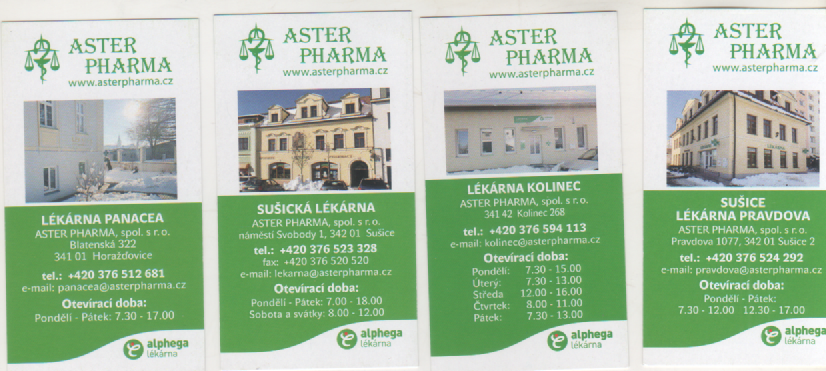 ASTER
PHARMA
www.asterpharma.cz
LÉKÁRNA PANACEA
ASTER PHARMA, spol. s r.o.
Blatenská 322
341 01 Horažďovice
tel.: +420 376 512 681
e-mail: panacea@asterpharma.cz
Otevírací doba:
Pondělí - Pátek: 7.30 - 17.00
alphega
lékárna
ASTER
PHARMA
www.asterpharma.cz
SUŠICKÁ LÉKÁRNA
ASTER PHARMA, spol. s r.o.
náměstí Svobody 1, 342 01 Sušice
tel.: +420 376 523 328
fax: +420 376 520 520
e-mail: lekarna@asterpharma.cz
Otevírací doba:
Pondělí - Pátek: 7.00 - 18.00
Sobota a svátky: 8.00 - 12.00
alphega
lékárna
ASTER
PHARMA
www.asterpharma.cz
LÉKÁRNA KOLINEC
ASTER PHARMA, spol. s r.o.
341 42 Kolinec 268
tel.: +420 376 594 113
e-mail: kolinec@asterpharma.cz
Otevírací doba:
Pondělí: 7.30 - 15.00
Úterý: 7.30 - 13.00
Středa 12.00 - 16.00
Čtvrtek: 8.00 - 11.00
Pátek: 7.30 - 13.00
alphega
lékárna
ASTER
PHARMA
www.asterpharma.cz
SUŠICE
LÉKÁRNA PRAVDOVA
ASTER PHARMA, spol. s r.o.
Pravdova 1077, 342 01 Sušice 2
tel.: +420 376 524 292
e-mail: pravdova@asterpharma.cz
Otevírací doba:
Pondělí - Pátek:
7.30 - 12.00 12.30 - 17.00
alphega
lékárna